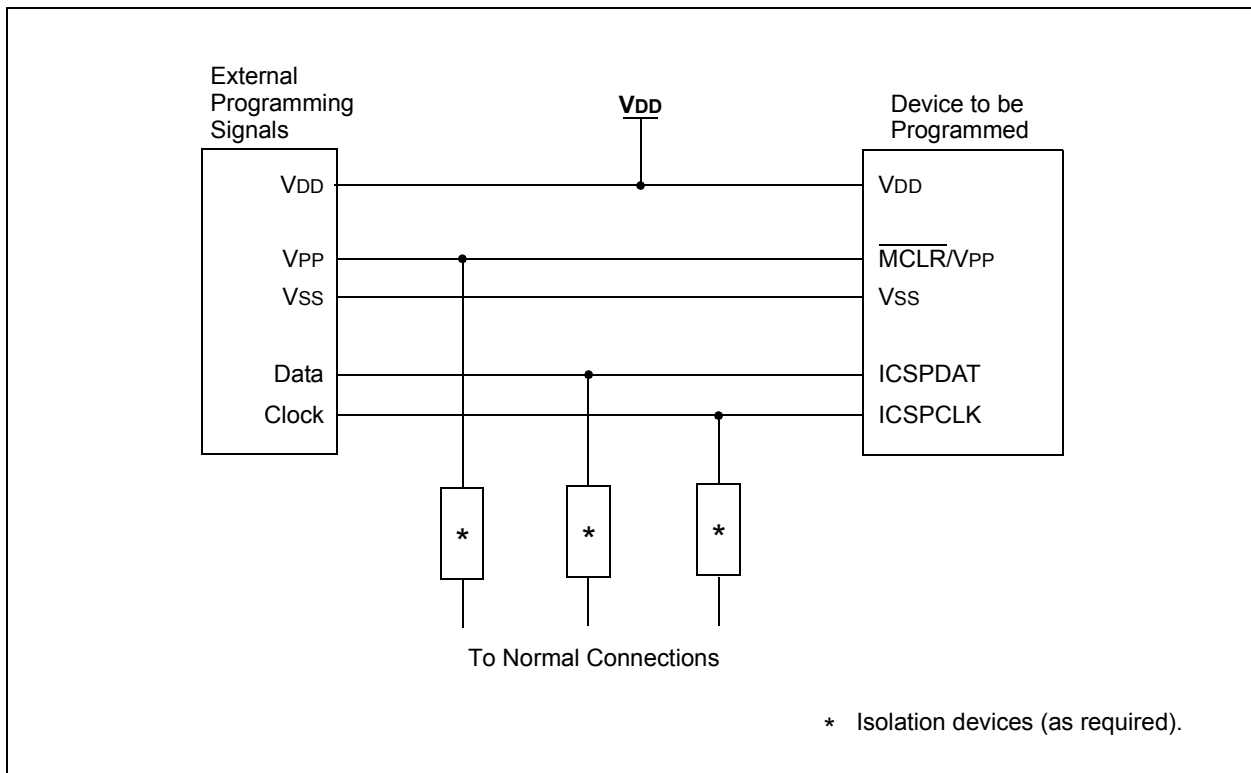 External
Programming
Signals
VDD
Device to be
Programmed
VDD
VPP
VSS
Data
Clock
VDD
MCLR/VPP
VSS
ICSPDAT
ICSPCLK
*
*
*
To Normal Connections
* Isolation devices (as required).